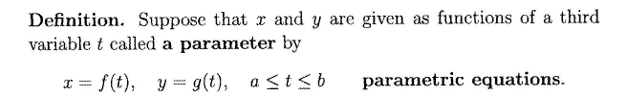 Definition. Suppose that x and y are given as functions of a third
variable t called a parameter by
x = f(t), y = g(t), a ≤ t ≤ b parametric equations.